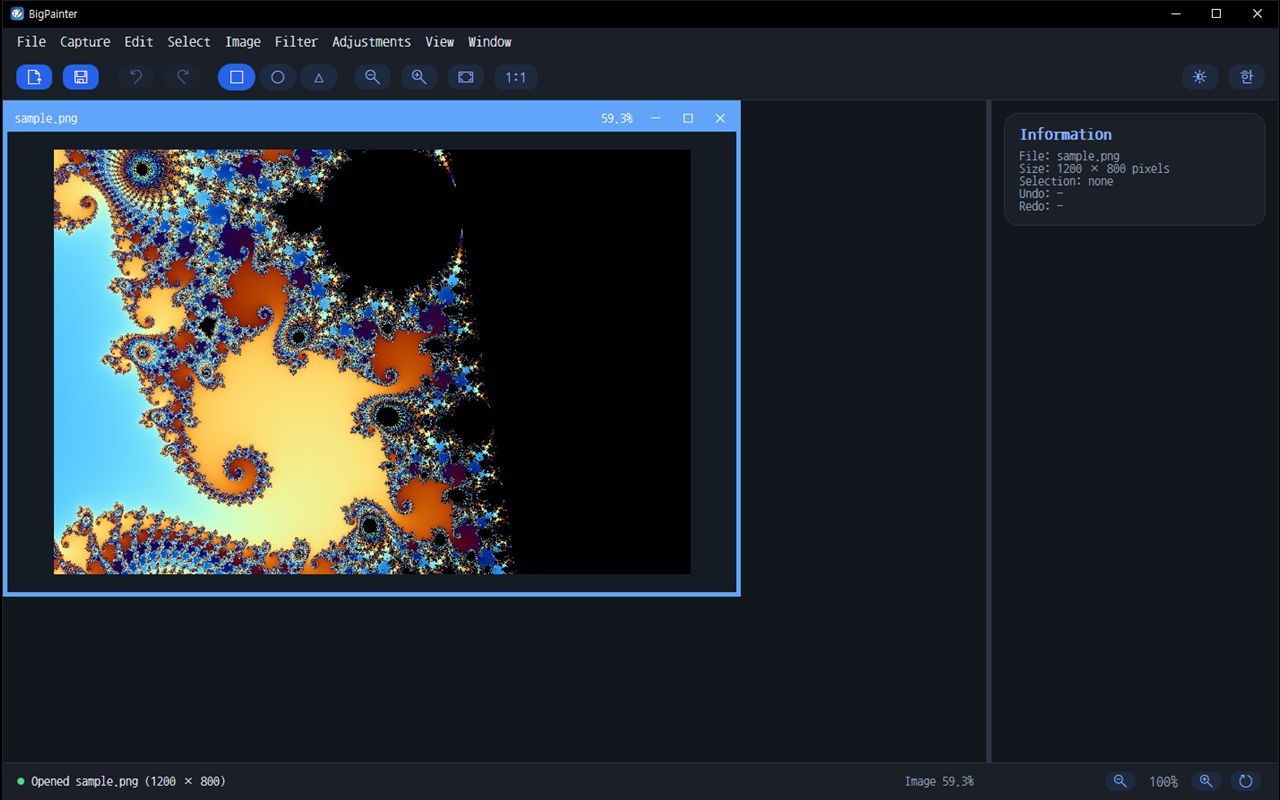 BigPainter
File Capture Edit Select Image Filter Adjustments View Window
1:1 한
sample.png 59.3%
Information
File: sample.png
Size: 1200 × 800 pixels
Selection: none
Undo: -
Redo: -
Opened sample.png (1200 × 800) Image 59.3% 100%